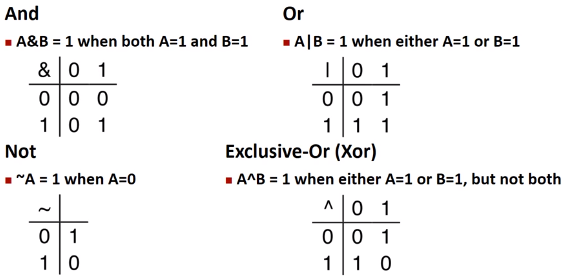 And
▪ A&B = 1 when both A=1 and B=1
& 0 1
0 0 0
1 0 1
Or
▪ A|B = 1 when either A=1 or B=1
| 0 1
0 0 1
1 1 1
Not
▪ ~A = 1 when A=0
~
0 1
1 0
Exclusive-Or (Xor)
▪ A^B = 1 when either A=1 or B=1, but not both
^ 0 1
0 0 1
1 1 0